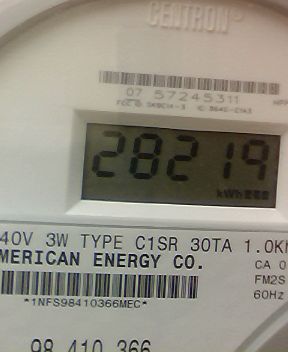 CENTRON®
07 57245311
28219
kWh
40V 3W TYPE C1SR 30TA 1.0K
MERICAN ENERGY CO.
CA 0
FM2S
*1NFS98410366MEC*
60Hz
98 410 366